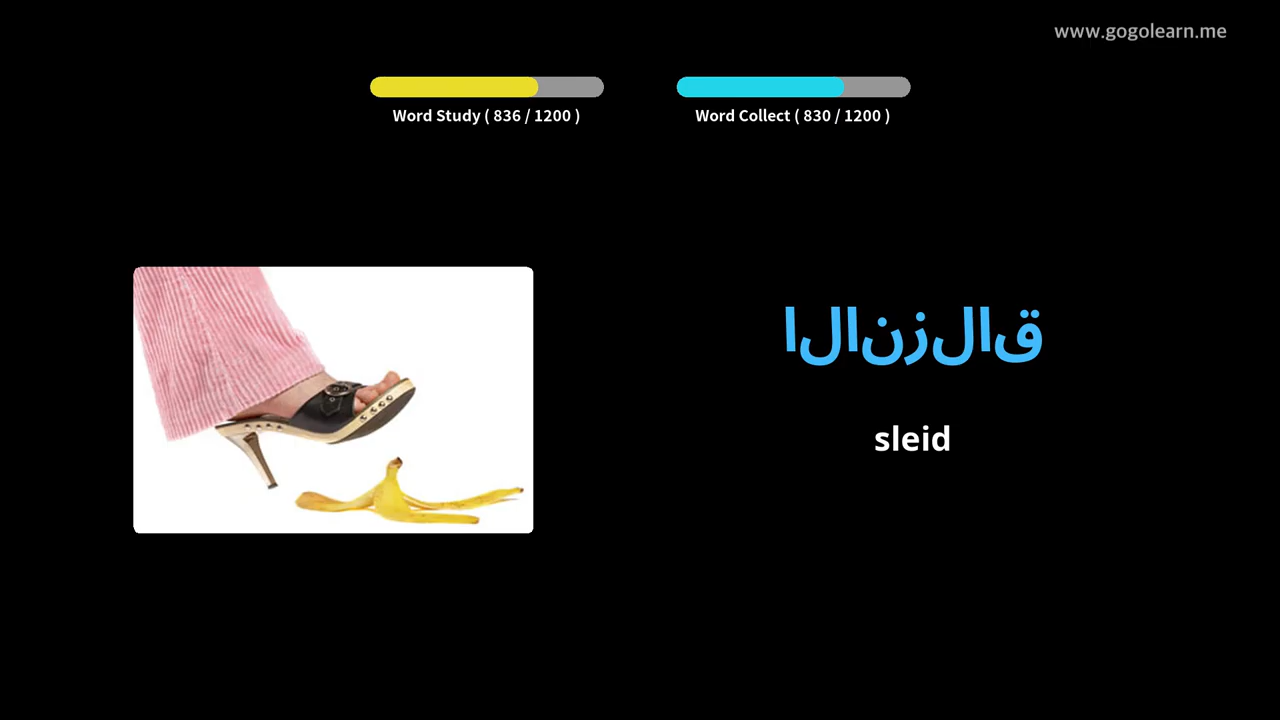 www.gogolearn.me
Word Study ( 836 / 1200 )
Word Collect ( 830 / 1200 )
الانزلاق
sleid